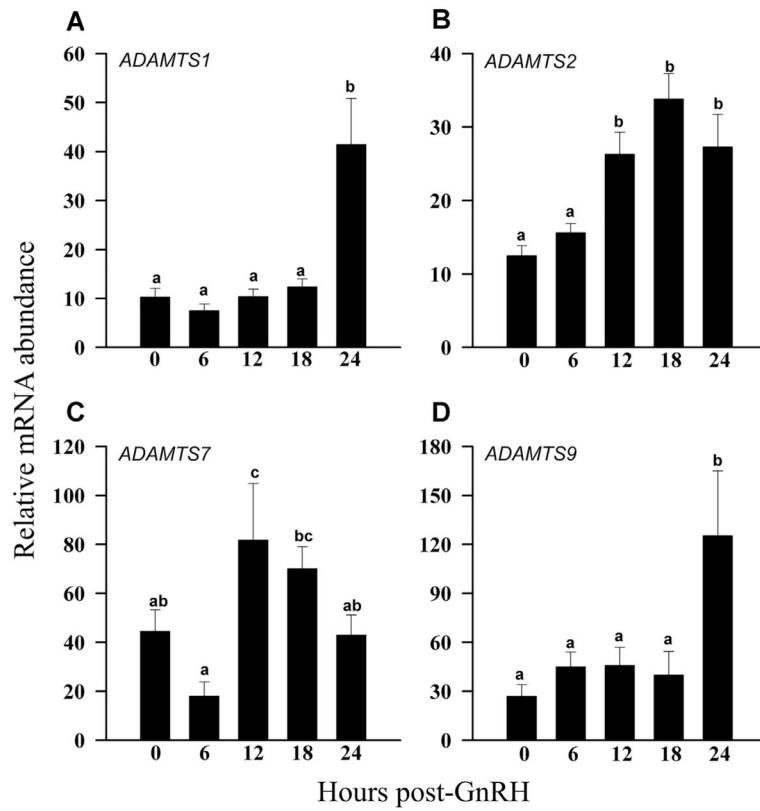 Relative mRNA abundance
A
ADAMTS1
60
50
40
30
20
10
0
a
a
a
a
b
0 6 12 18 24
B
ADAMTS2
40
30
20
10
0
a
a
b
b
b
0 6 12 18 24
C
ADAMTS7
120
100
80
60
40
20
0
ab
a
c
bc
ab
0 6 12 18 24
D
ADAMTS9
180
150
120
90
60
30
0
a
a
a
a
b
0 6 12 18 24
Hours post-GnRH